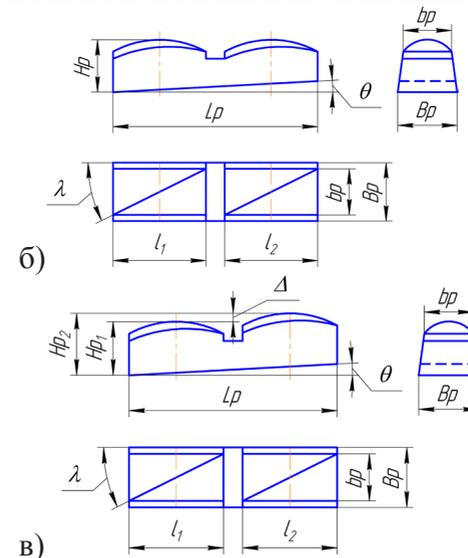 Hp
θ
Lp
bp
Bp
λ
bp
Bp
l₁
l₂
б)
Δ
Hp₂
Hp₁
θ
Lp
bp
Bp
λ
bp
Bp
l₁
l₂
в)